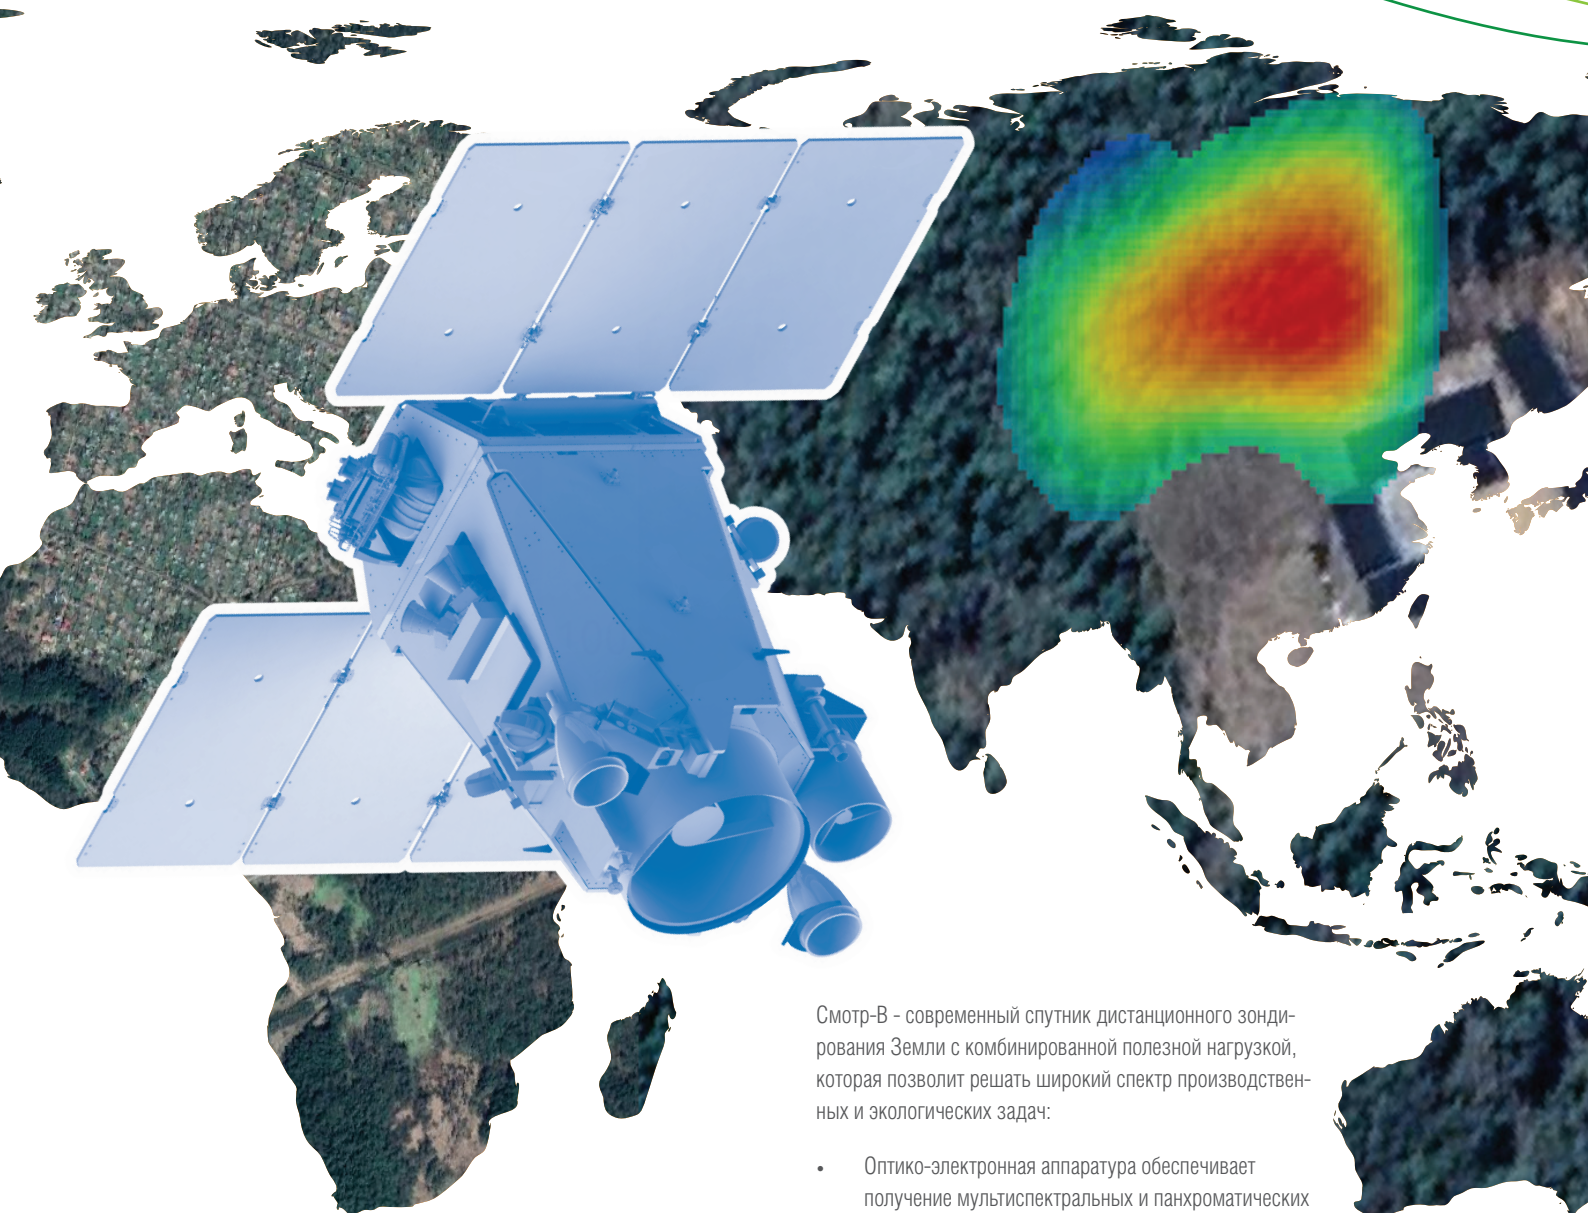 Смотр-В - современный спутник дистанционного зонди-
рования Земли с комбинированной полезной нагрузкой,
которая позволит решать широкий спектр производствен-
ных и экологических задач:
• Оптико-электронная аппаратура обеспечивает
получение мультиспектральных и панхроматических